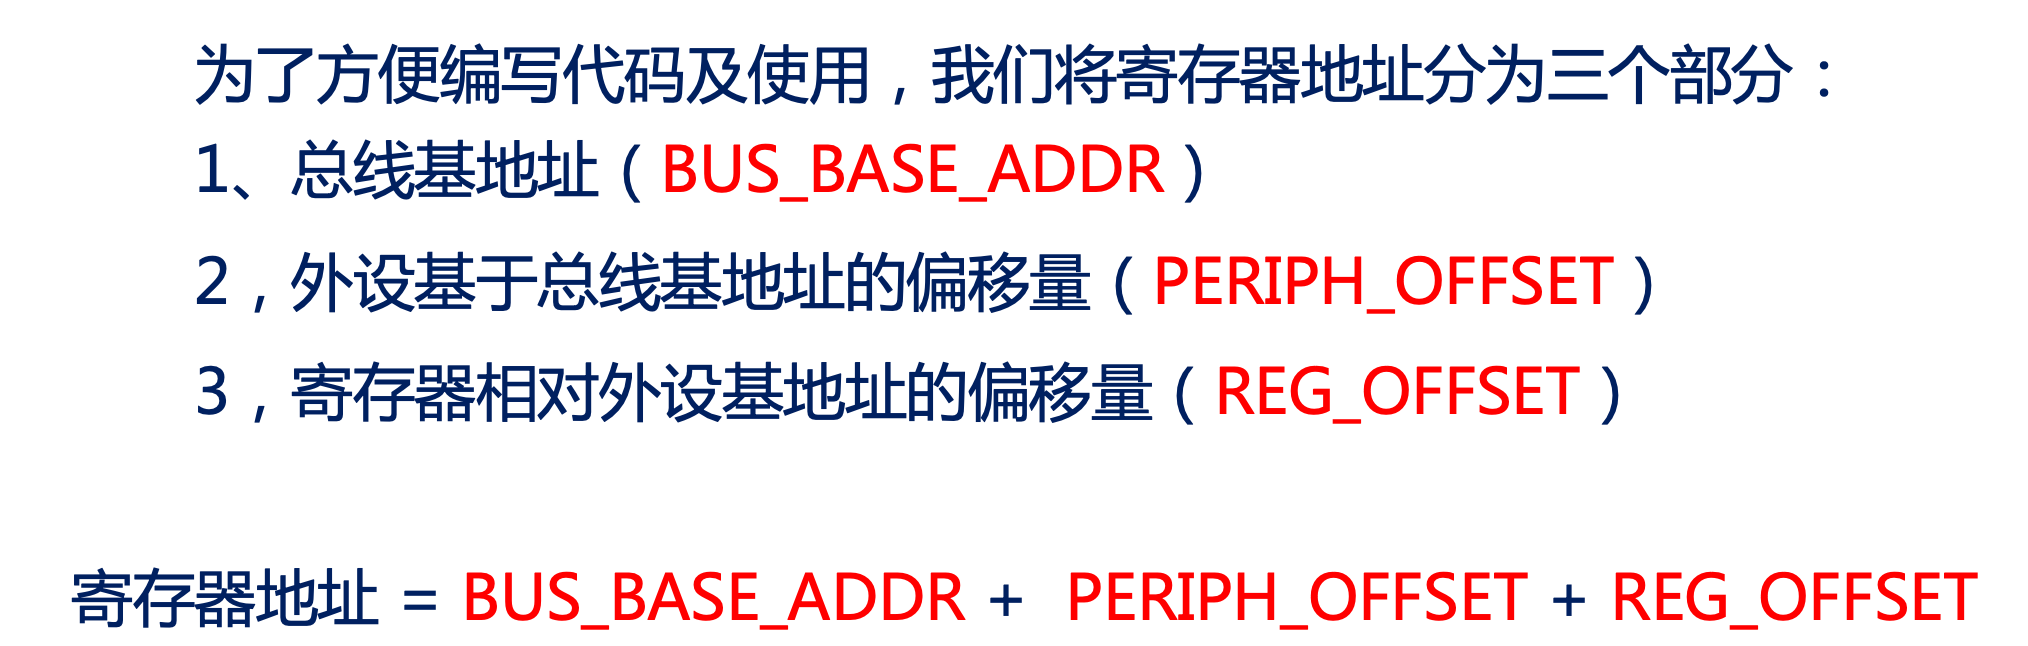 为了方便编写代码及使用，我们将寄存器地址分为三个部分：
1、总线基地址（BUS_BASE_ADDR）
2，外设基于总线基地址的偏移量（PERIPH_OFFSET）
3，寄存器相对外设基地址的偏移量（REG_OFFSET）
寄存器地址 = BUS_BASE_ADDR + PERIPH_OFFSET + REG_OFFSET